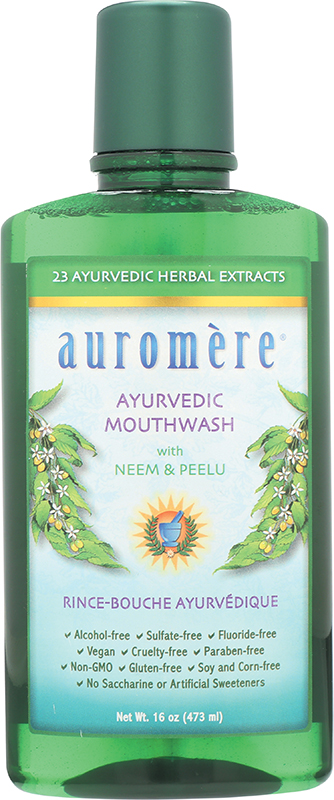 23 AYURVEDIC HERBAL EXTRACTS
auromère®
AYURVEDIC
MOUTHWASH
with
NEEM & PEELU
RINCE-BOUCHE AYURVÉDIQUE
✓ Alcohol-free ✓ Sulfate-free ✓ Fluoride-free
✓ Vegan ✓ Cruelty-free ✓ Paraben-free
✓ Non-GMO ✓ Gluten-free ✓ Soy and Corn-free
✓ No Saccharine or Artificial Sweeteners
Net Wt. 16 oz (473 ml)